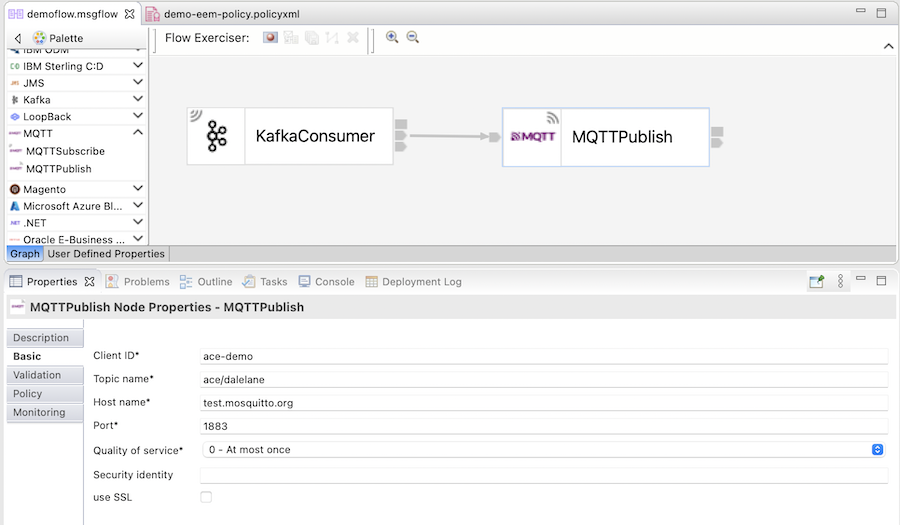 demoflow.msgflow
demo-eem-policy.policyxml
Palette
Flow Exerciser:
IBM ODM
IBM Sterling C:D
JMS
Kafka
LoopBack
MQTT
MQTTSubscribe
MQTTPublish
Magento
Microsoft Azure Bl...
.NET
Oracle E-Business ...
KafkaConsumer
MQTT
MQTTPublish
Graph
User Defined Properties
Properties
Problems
Outline
Tasks
Console
Deployment Log
MQTTPublish Node Properties - MQTTPublish
Description
Basic
Validation
Policy
Monitoring
Client ID*
ace-demo
Topic name*
ace/dalelane
Host name*
test.mosquitto.org
Port*
1883
Quality of service*
0 - At most once
Security identity
use SSL